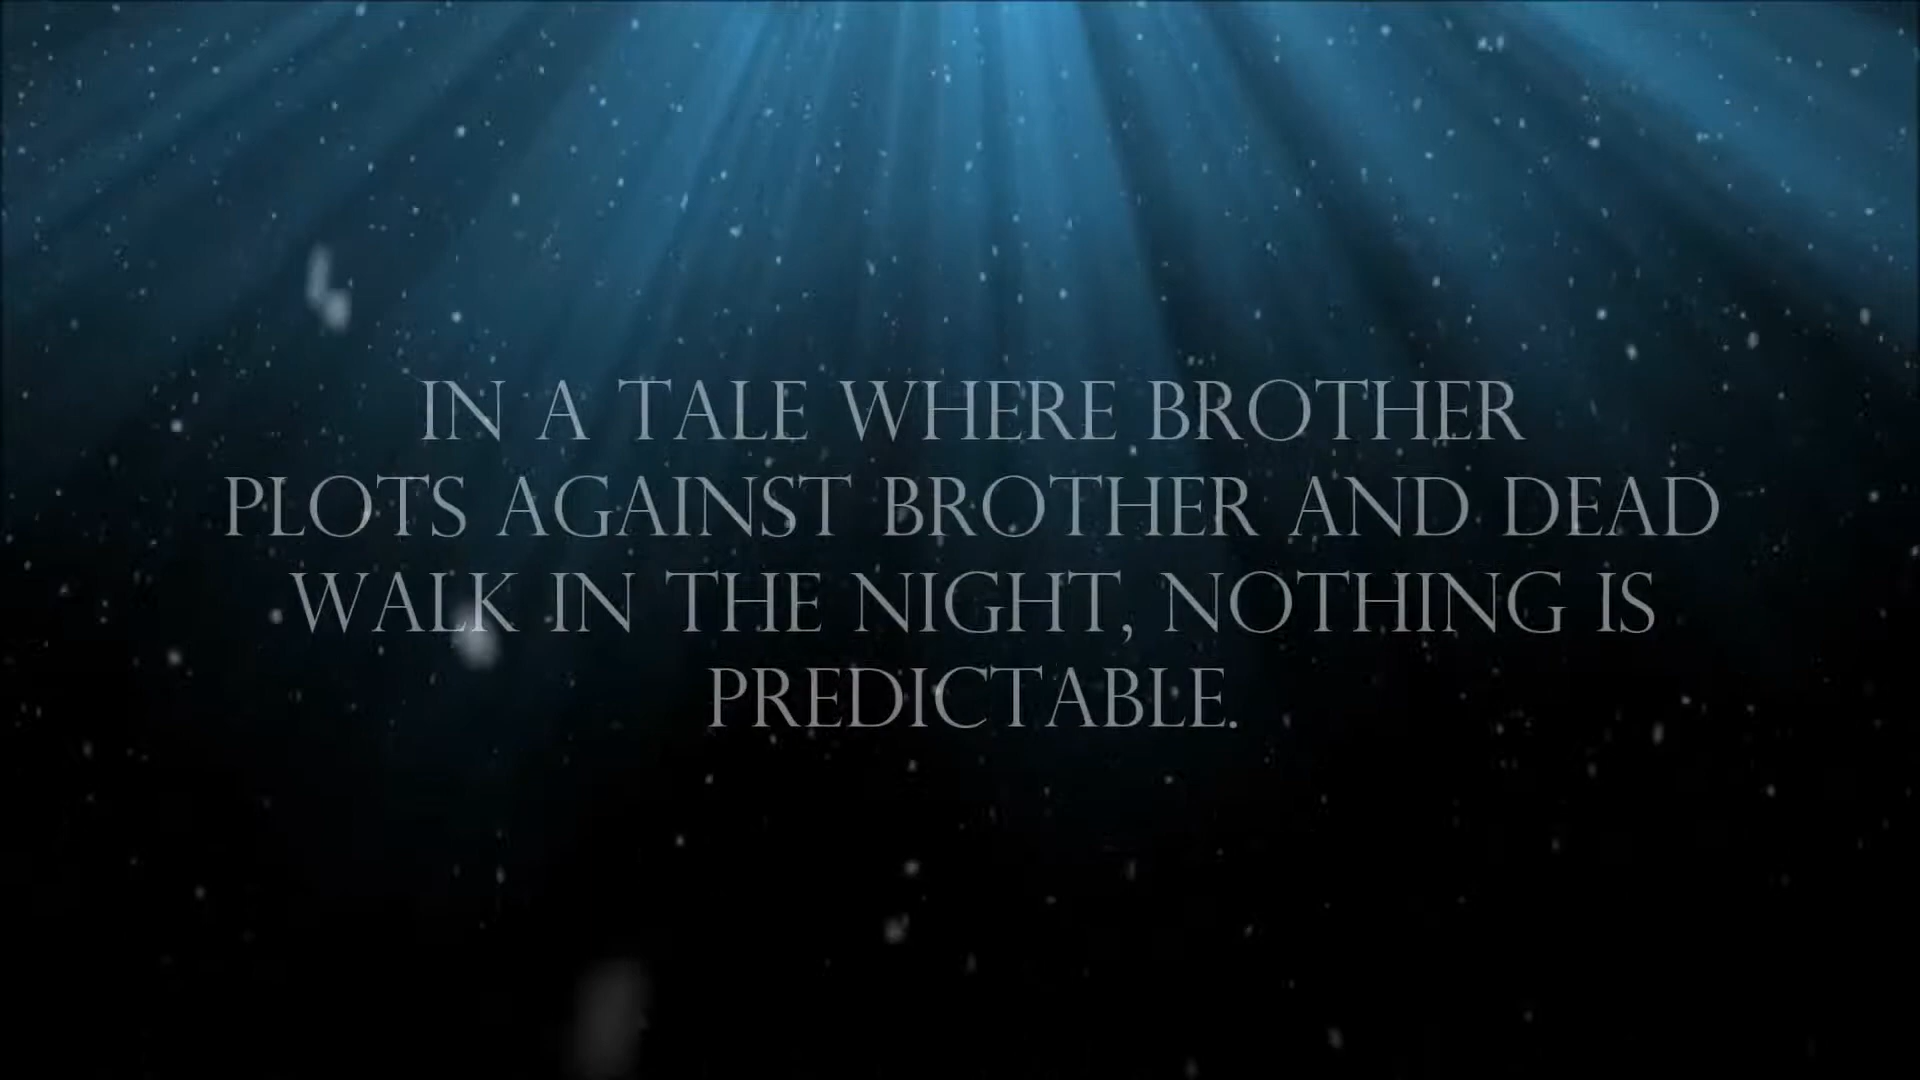 IN A TALE WHERE BROTHER
PLOTS AGAINST BROTHER AND DEAD
WALK IN THE NIGHT, NOTHING IS
PREDICTABLE.